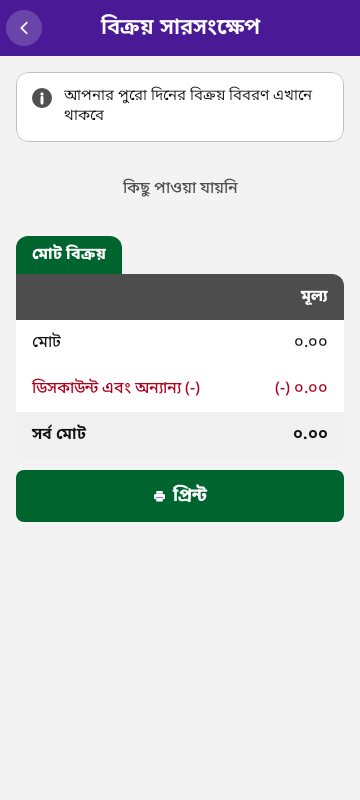 বিক্রয় সারসংক্ষেপ
আপনার পুরো দিনের বিক্রয় বিবরণ এখানে
থাকবে
কিছু পাওয়া যায়নি
মোট বিক্রয়
মূল্য
মোট ০.০০
ডিসকাউন্ট এবং অন্যান্য (-) (-) ০.০০
সর্ব মোট ০.০০
প্রিন্ট